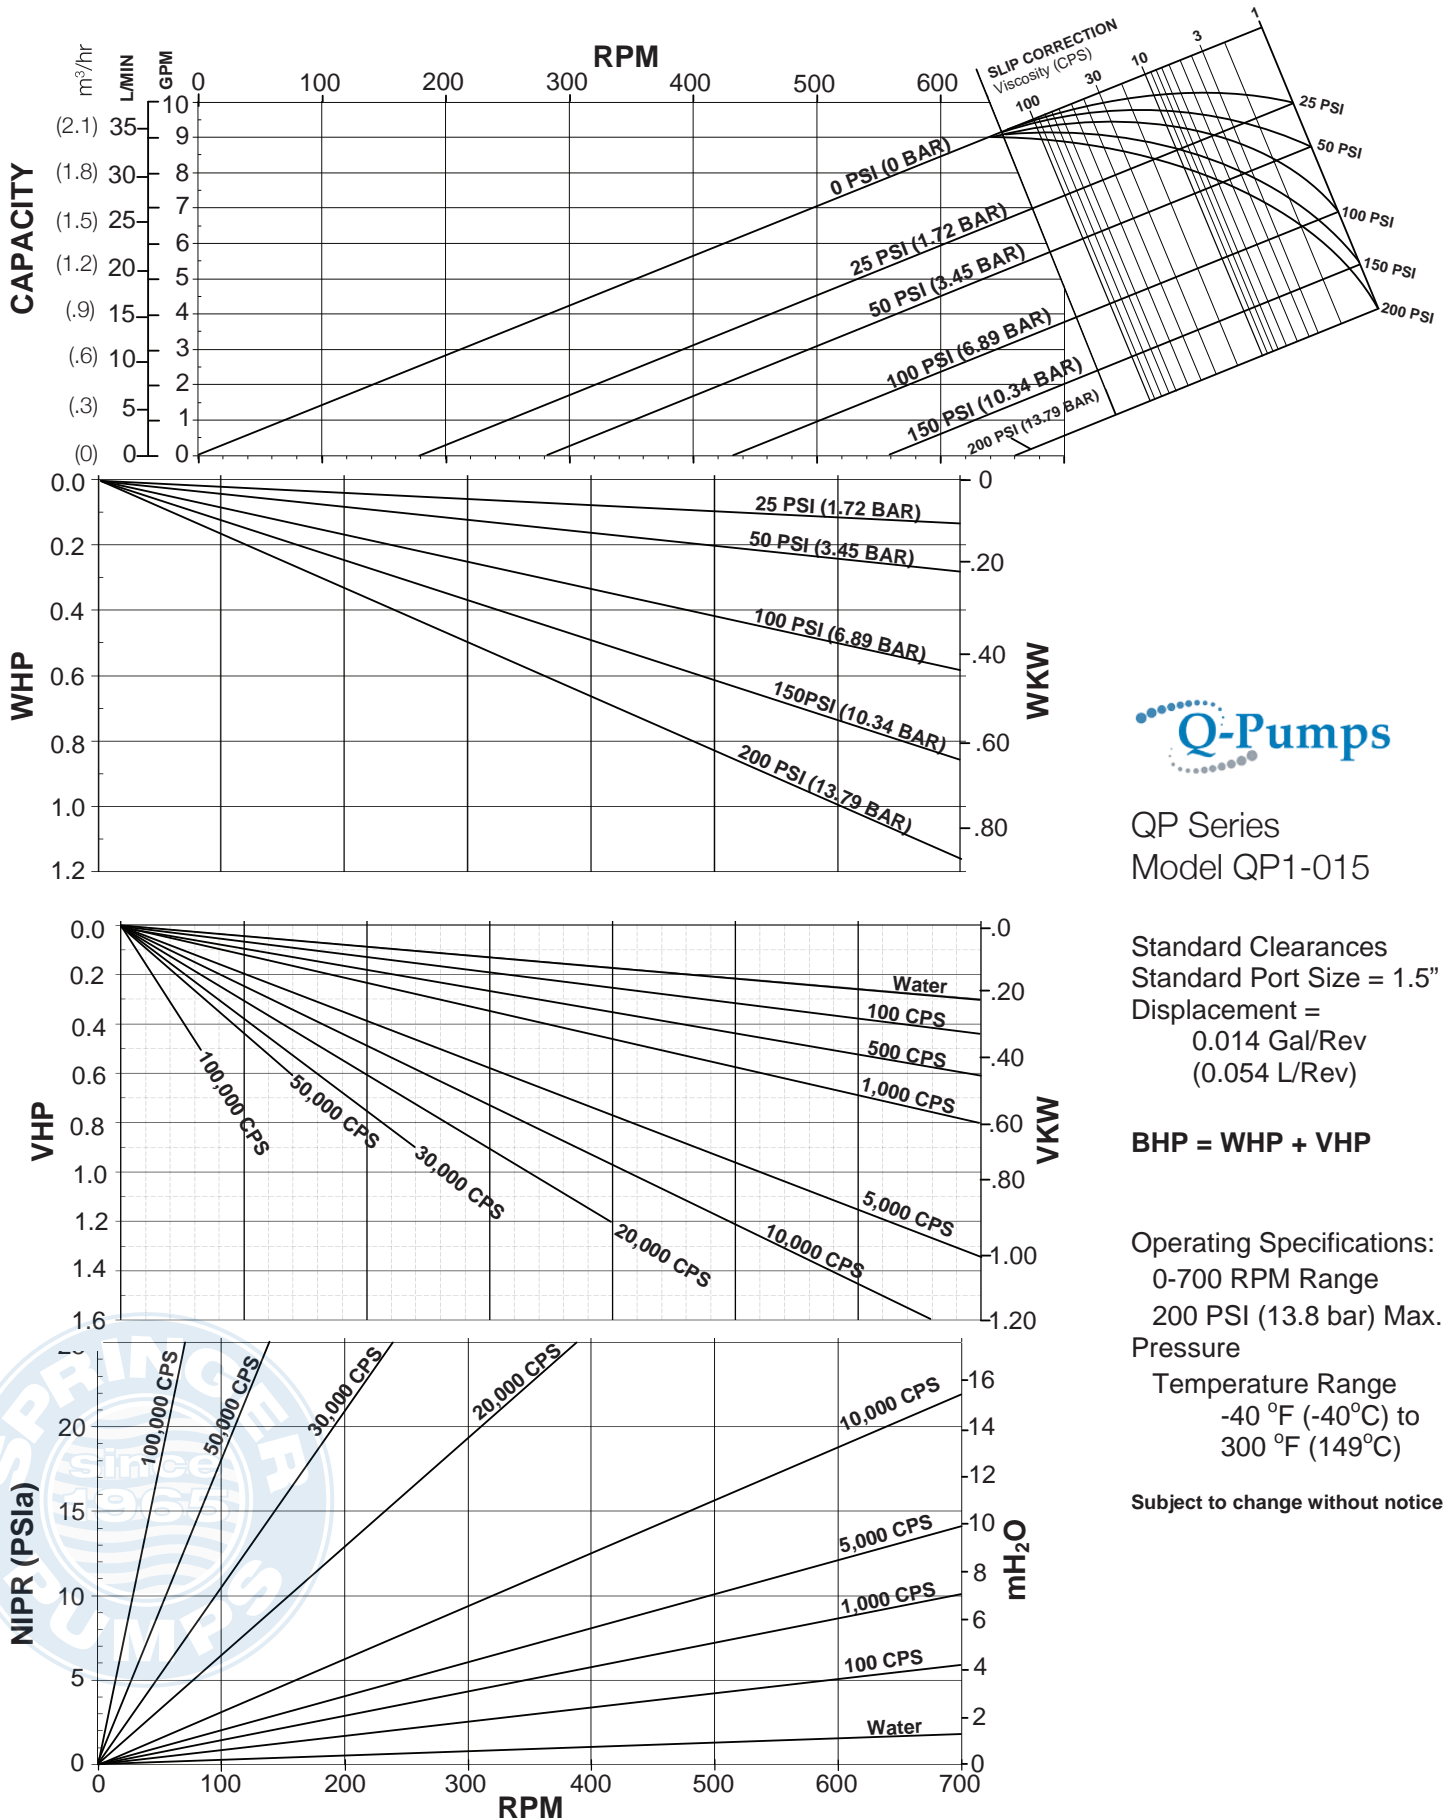 RPM
0 100 200 300 400 500 600
SLIP CORRECTION
Viscosity (CPS)
100 30 10 3 1
CAPACITY
m³/hr
L/MIN
GPM
(2.1) (1.8) (1.5) (1.2) (.9) (.6) (.3) (0)
35 30 25 20 15 10 5 0
10 9 8 7 6 5 4 3 2 1 0
0 PSI (0 BAR)
25 PSI (1.72 BAR)
50 PSI (3.45 BAR)
100 PSI (6.89 BAR)
150 PSI (10.34 BAR)
200 PSI (13.79 BAR)
25 PSI
50 PSI
100 PSI
150 PSI
200 PSI
WHP
0.0 0.2 0.4 0.6 0.8 1.0 1.2
25 PSI (1.72 BAR)
50 PSI (3.45 BAR)
100 PSI (6.89 BAR)
150PSI (10.34 BAR)
200 PSI (13.79 BAR)
0 .20 .40 .60 .80
WKW
VHP
0.0 0.2 0.4 0.6 0.8 1.0 1.2 1.4 1.6
Water
100 CPS
500 CPS
1,000 CPS
5,000 CPS
10,000 CPS
20,000 CPS
30,000 CPS
50,000 CPS
100,000 CPS
.0 .20 .40 .60 .80 1.00 1.20
VKW
NIPR (PSIa)
20 15 10 5 0
100,000 CPS
50,000 CPS
30,000 CPS
20,000 CPS
10,000 CPS
5,000 CPS
1,000 CPS
100 CPS
Water
16 14 12 10 8 6 4 2 0
mH₂O
0 100 200 300 400 500 600 700
RPM
SPRINGER
since
1965
PUMPS
Q-Pumps
QP Series
Model QP1-015
Standard Clearances
Standard Port Size = 1.5”
Displacement =
0.014 Gal/Rev
(0.054 L/Rev)
BHP = WHP + VHP
Operating Specifications:
0-700 RPM Range
200 PSI (13.8 bar) Max.
Pressure
Temperature Range
-40 °F (-40°C) to
300 °F (149°C)
Subject to change without notice